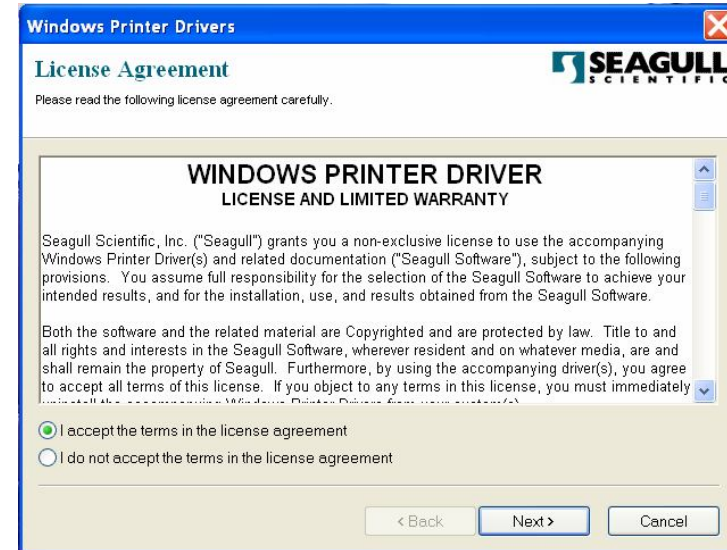 Windows Printer Drivers
License Agreement
SEAGULL
SCIENTIFIC
Please read the following license agreement carefully.
WINDOWS PRINTER DRIVER
LICENSE AND LIMITED WARRANTY
Seagull Scientific, Inc. ("Seagull") grants you a non-exclusive license to use the accompanying
Windows Printer Driver(s) and related documentation ("Seagull Software"), subject to the following
provisions. You assume full responsibility for the selection of the Seagull Software to achieve your
intended results, and for the installation, use, and results obtained from the Seagull Software.
Both the software and the related material are Copyrighted and are protected by law. Title to and
all rights and interests in the Seagull Software, wherever resident and on whatever media, are and
shall remain the property of Seagull. Furthermore, by using the accompanying driver(s), you agree
to accept all terms of this license. If you object to any terms in this license, you must immediately
uninstall the accompanying Windows Printer Drivers from your
I accept the terms in the license agreement
I do not accept the terms in the license agreement
< Back
Next >
Cancel